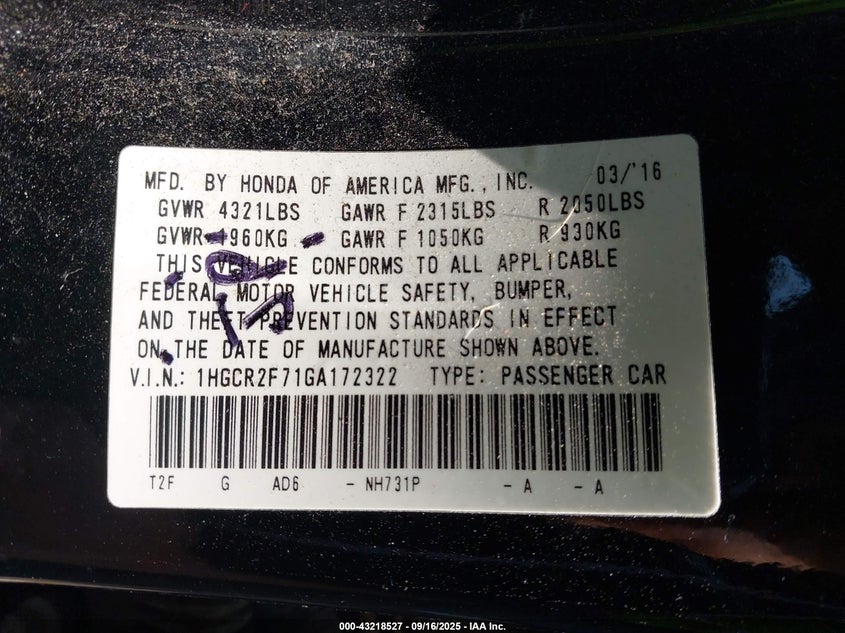 MFD. BY HONDA OF AMERICA MFG., INC. 03/'16
GVWR 4321LBS GAWR F 2315LBS R 2050LBS
GVWR 1960KG GAWR F 1050KG R 930KG
THIS VEHICLE CONFORMS TO ALL APPLICABLE
FEDERAL MOTOR VEHICLE SAFETY, BUMPER,
AND THEFT PREVENTION STANDARDS IN EFFECT
ON THE DATE OF MANUFACTURE SHOWN ABOVE.
V.I.N.: 1HGCR2F71GA172322 TYPE: PASSENGER CAR
T2F G AD6 - NH731P - A - A
000-43218527 - 09/16/2025 - IAA Inc.